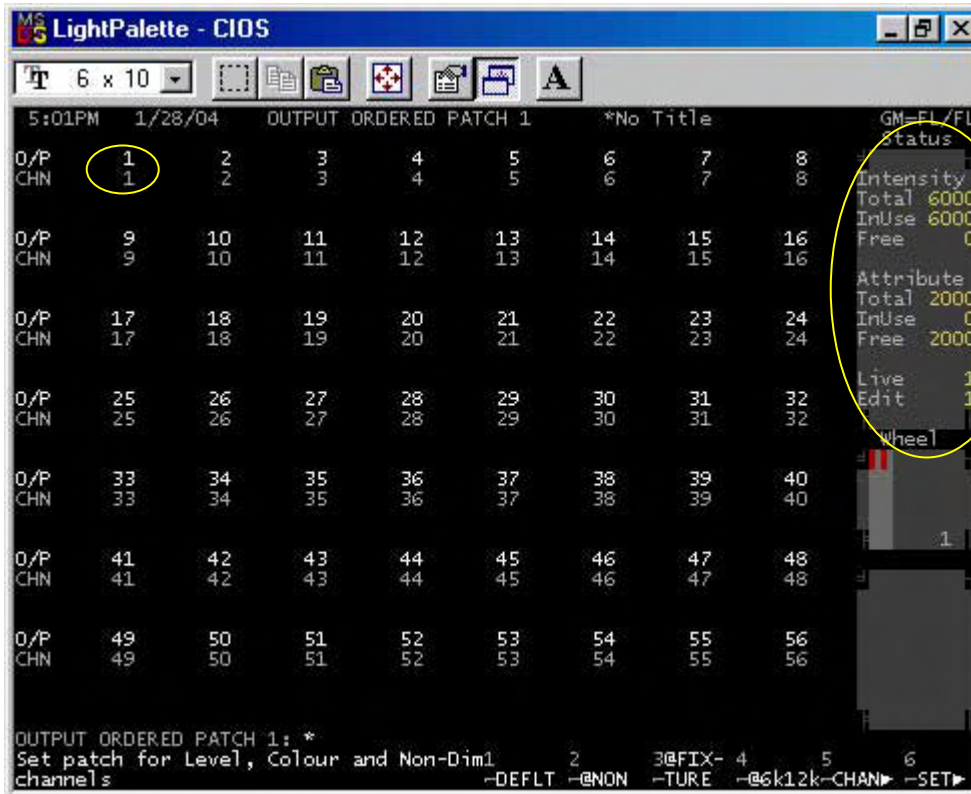 LightPalette - CIOS
6 x 10
A
5:01PM 1/28/04 OUTPUT ORDERED PATCH 1 *No Title GM=FL/FL
Status
O/P 1 2 3 4 5 6 7 8
CHN 1 2 3 4 5 6 7 8
Intensity
Total 6000
InUse 6000
Free 0
O/P 9 10 11 12 13 14 15 16
CHN 9 10 11 12 13 14 15 16
Attribute
Total 2000
InUse 0
Free 2000
O/P 17 18 19 20 21 22 23 24
CHN 17 18 19 20 21 22 23 24
Live 1
Edit 1
O/P 25 26 27 28 29 30 31 32
CHN 25 26 27 28 29 30 31 32
Wheel
O/P 33 34 35 36 37 38 39 40
CHN 33 34 35 36 37 38 39 40
1
O/P 41 42 43 44 45 46 47 48
CHN 41 42 43 44 45 46 47 48
O/P 49 50 51 52 53 54 55 56
CHN 49 50 51 52 53 54 55 56
OUTPUT ORDERED PATCH 1: *
Set patch for Level, Colour and Non-Dim1 2 3@FIX- 4 5 6
channels ⌐DEFLT ⌐@NON ⌐TURE ⌐@6k12k⌐CHAN► ⌐SET►